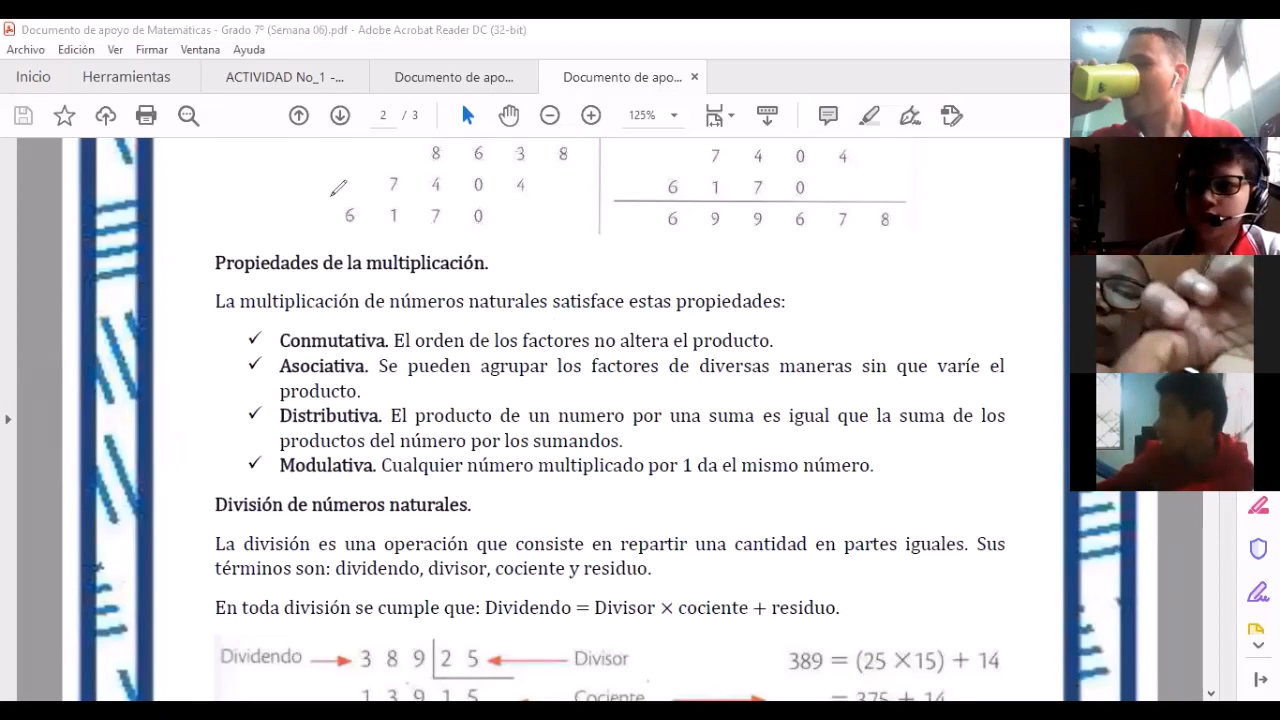 Documento de apoyo de Matemáticas - Grado 7º (Semana 06).pdf - Adobe Acrobat Reader DC (32-bit)
Archivo Edición Ver Firmar Ventana Ayuda
Inicio Herramientas ACTIVIDAD No_1 -... Documento de apo... Documento de apo... ×
2 / 3 125%
8 6 3 8
7 4 0 4
6 1 7 0
7 4 0 4
6 1 7 0
6 9 9 6 7 8
Propiedades de la multiplicación.
La multiplicación de números naturales satisface estas propiedades:
✓ Conmutativa. El orden de los factores no altera el producto.
✓ Asociativa. Se pueden agrupar los factores de diversas maneras sin que varíe el
producto.
✓ Distributiva. El producto de un numero por una suma es igual que la suma de los
productos del número por los sumandos.
✓ Modulativa. Cualquier número multiplicado por 1 da el mismo número.
División de números naturales.
La división es una operación que consiste en repartir una cantidad en partes iguales. Sus
términos son: dividendo, divisor, cociente y residuo.
En toda división se cumple que: Dividendo = Divisor × cociente + residuo.
Dividendo 3 8 9 2 5 Divisor 389 = (25 ×15) + 14
1 3 9 1 5 Cociente = 375 + 14